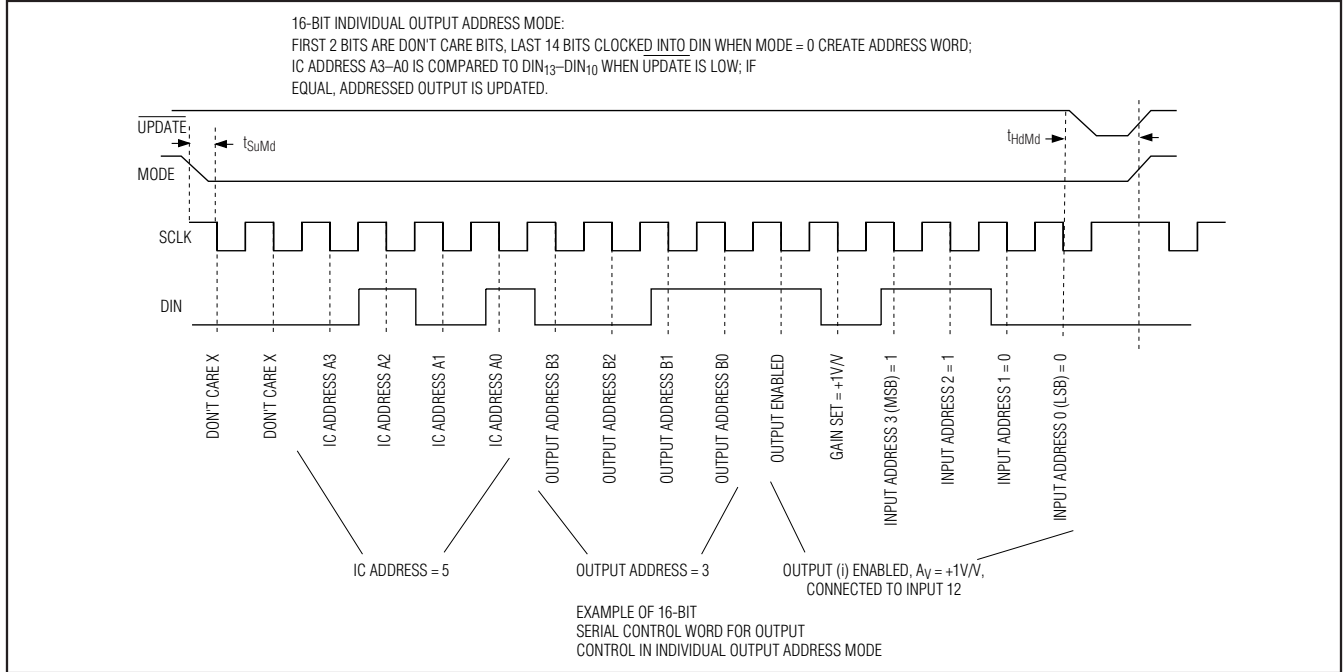 16-BIT INDIVIDUAL OUTPUT ADDRESS MODE:
FIRST 2 BITS ARE DON'T CARE BITS, LAST 14 BITS CLOCKED INTO DIN WHEN MODE = 0 CREATE ADDRESS WORD;
IC ADDRESS A3–A0 IS COMPARED TO DIN13–DIN10 WHEN UPDATE IS LOW; IF
EQUAL, ADDRESSED OUTPUT IS UPDATED.
UPDATE
tSuMd
tHdMd
MODE
SCLK
DIN
DON'T CARE X
DON'T CARE X
IC ADDRESS A3
IC ADDRESS A2
IC ADDRESS A1
IC ADDRESS A0
OUTPUT ADDRESS B3
OUTPUT ADDRESS B2
OUTPUT ADDRESS B1
OUTPUT ADDRESS B0
OUTPUT ENABLED
GAIN SET = +1V/V
INPUT ADDRESS 3 (MSB) = 1
INPUT ADDRESS 2 = 1
INPUT ADDRESS 1 = 0
INPUT ADDRESS 0 (LSB) = 0
IC ADDRESS = 5
OUTPUT ADDRESS = 3
OUTPUT (i) ENABLED, AV = +1V/V,
CONNECTED TO INPUT 12
EXAMPLE OF 16-BIT
SERIAL CONTROL WORD FOR OUTPUT
CONTROL IN INDIVIDUAL OUTPUT ADDRESS MODE